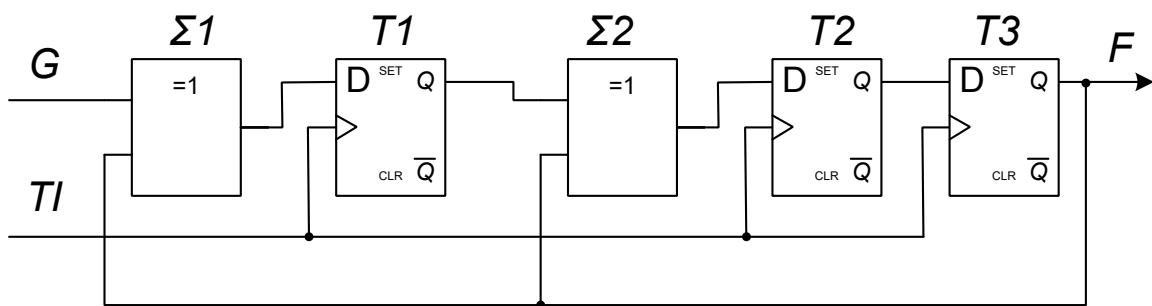 Σ1 T1 Σ2 T2 T3 F
G
=1 D SET Q =1 D SET Q D SET Q
CLR Q̅ CLR Q̅ CLR Q̅
TI